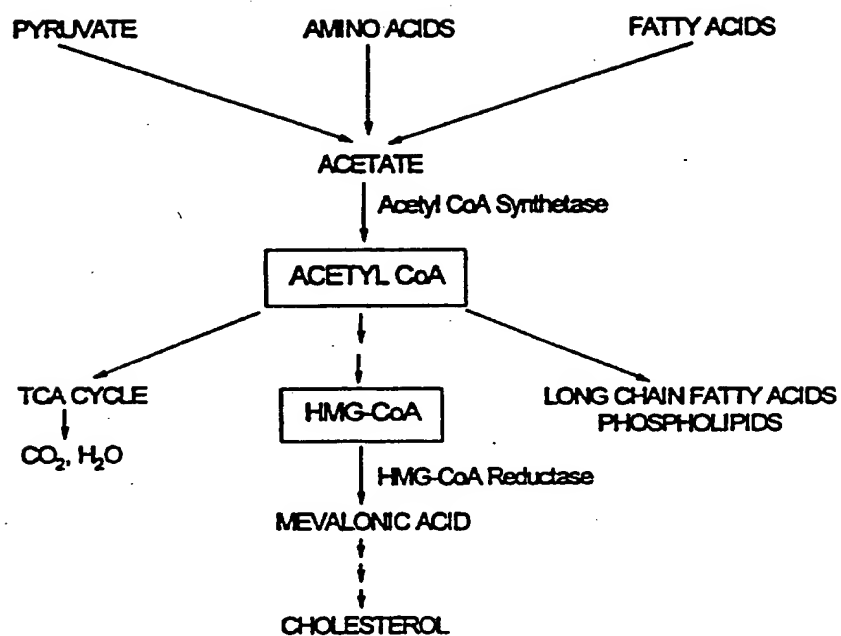 PYRUVATE AMINO ACIDS FATTY ACIDS
ACETATE
Acetyl CoA Synthetase
ACETYL CoA
TCA CYCLE
CO₂, H₂O
HMG-CoA
LONG CHAIN FATTY ACIDS
PHOSPHOLIPIDS
HMG-CoA Reductase
MEVALONIC ACID
CHOLESTEROL